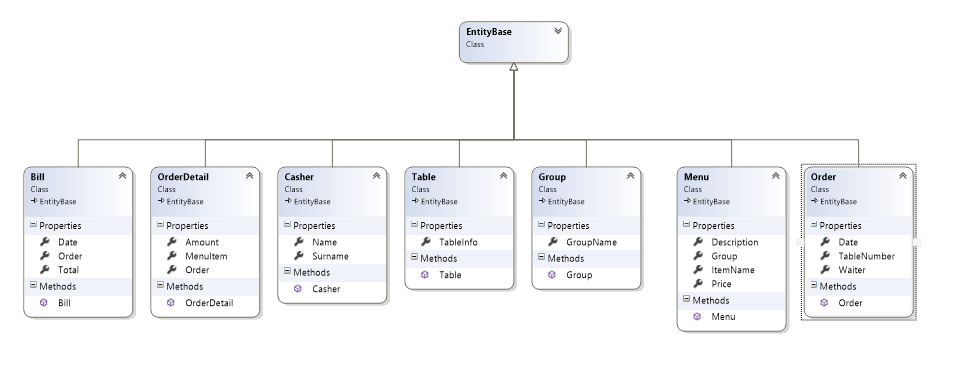 EntityBase
Class
Bill
Class
EntityBase
Properties
Date
Order
Total
Methods
Bill
OrderDetail
Class
EntityBase
Properties
Amount
MenuItem
Order
Methods
OrderDetail
Casher
Class
EntityBase
Properties
Name
Surname
Methods
Casher
Table
Class
EntityBase
Properties
TableInfo
Methods
Table
Group
Class
EntityBase
Properties
GroupName
Methods
Group
Menu
Class
EntityBase
Properties
Description
Group
ItemName
Price
Methods
Menu
Order
Class
EntityBase
Properties
Date
TableNumber
Waiter
Methods
Order